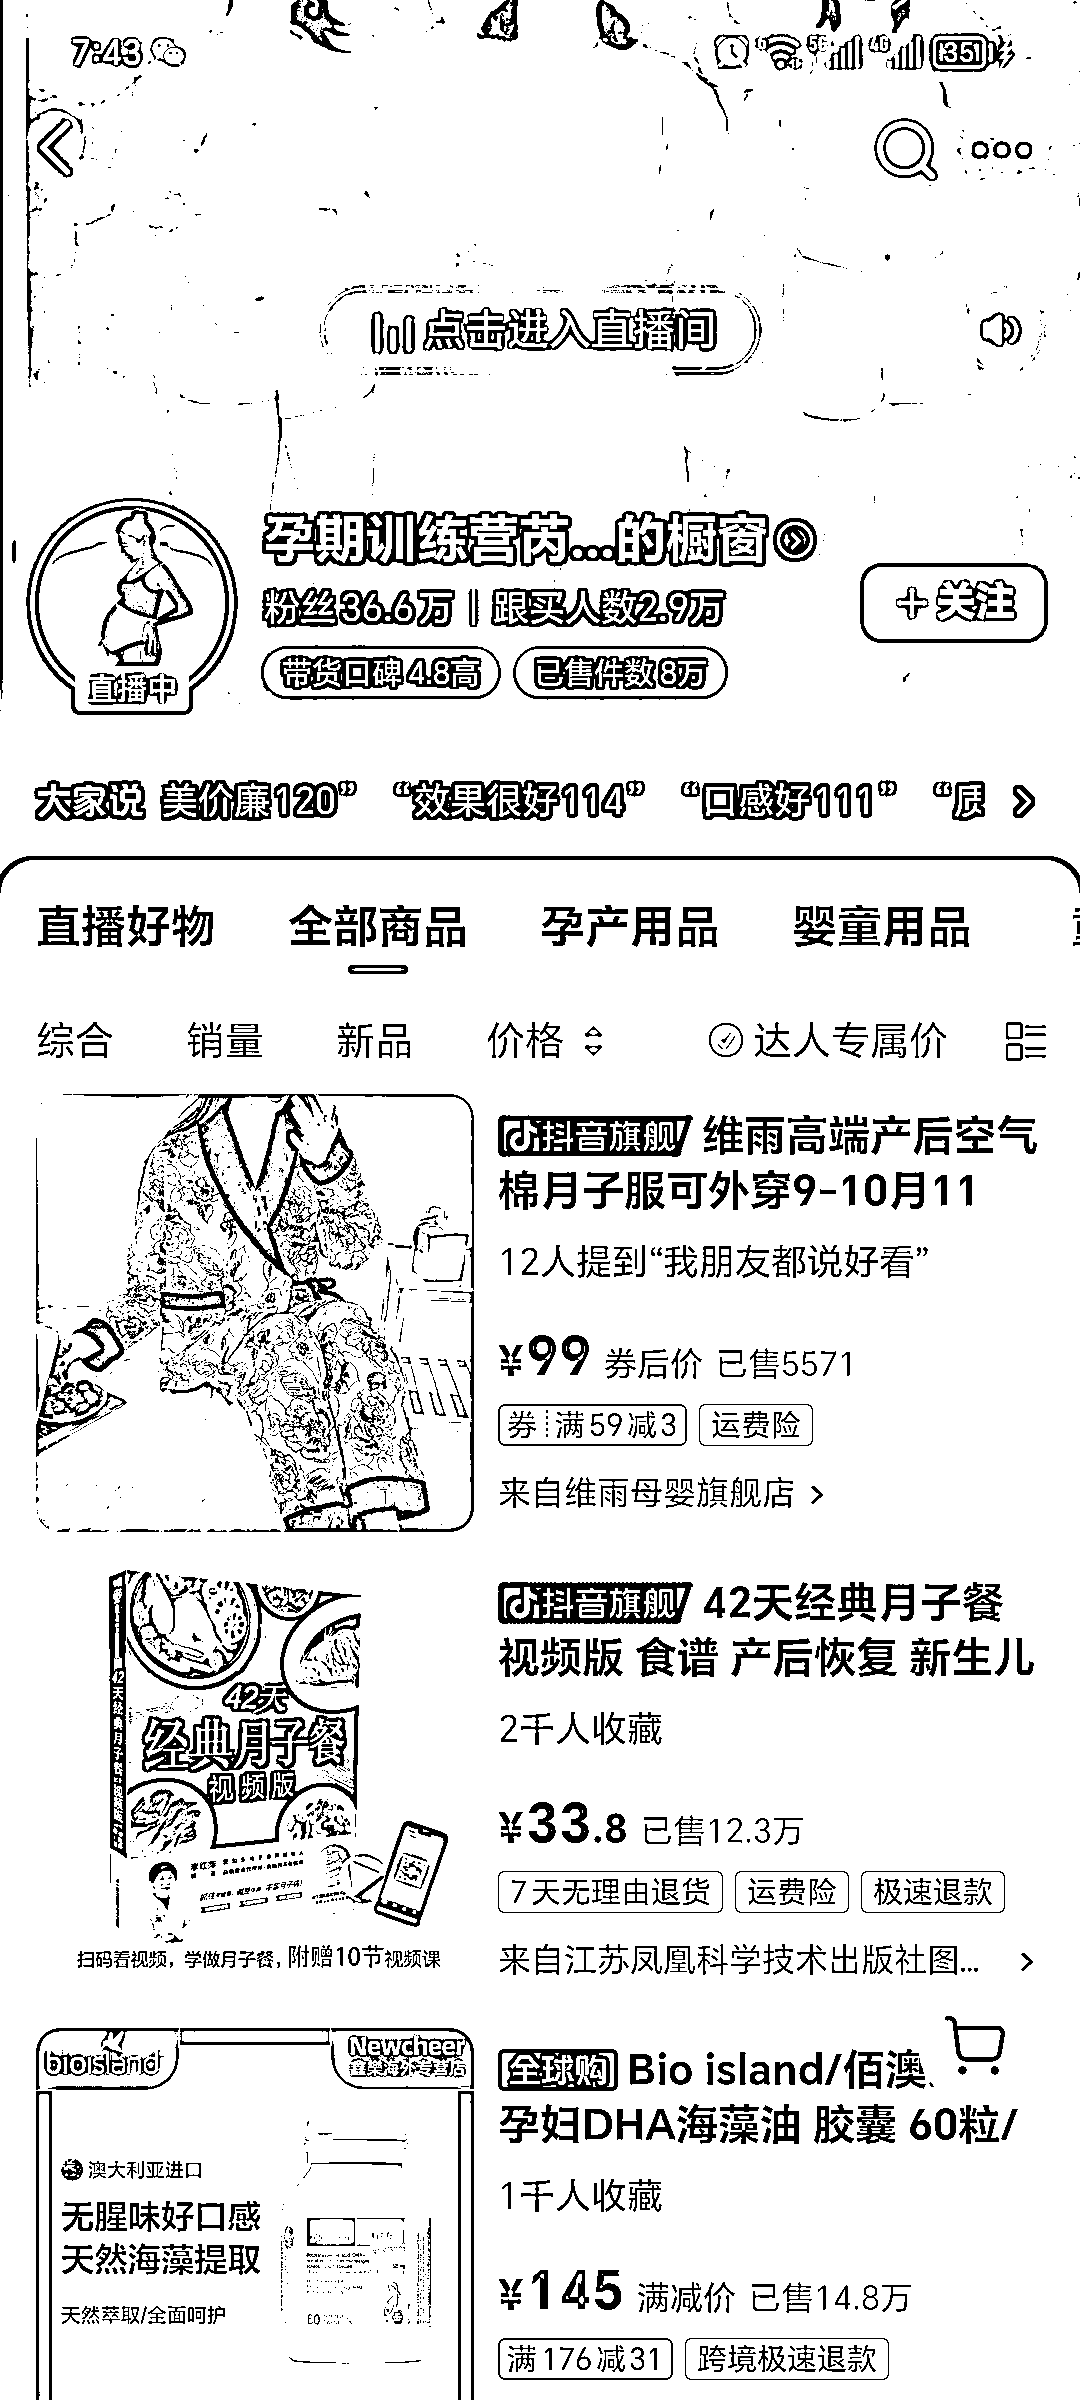 7:43
5G
4G
35
点击进入直播间
孕期训练营芮...的橱窗
粉丝36.6万 | 跟买人数2.9万
+关注
带货口碑4.8高
已售件数8万
直播中
大家说 美价廉120” “效果很好114” “口感好111” “质
直播好物 全部商品 孕产用品 婴童用品
综合 销量 新品 价格 达人专属价
抖音旗舰 维雨高端产后空气
棉月子服可外穿9-10月11
12人提到“我朋友都说好看”
¥99 券后价 已售5571
券 满59减3 运费险
来自维雨母婴旗舰店
抖音旗舰 42天经典月子餐
视频版 食谱 产后恢复 新生儿
2千人收藏
¥33.8 已售12.3万
7天无理由退货 运费险 极速退款
来自江苏凤凰科学技术出版社图...
42天
经典月子餐
视频版
扫码看视频，学做月子餐，附赠10节视频课
bioisland
Newcheer
海外专营店
澳大利亚进口
无腥味好口感
天然海藻提取
天然萃取/全面呵护
全球购 Bio island/佰澳
孕妇DHA海藻油 胶囊 60粒/
1千人收藏
¥145 满减价 已售14.8万
满176减31 跨境极速退款